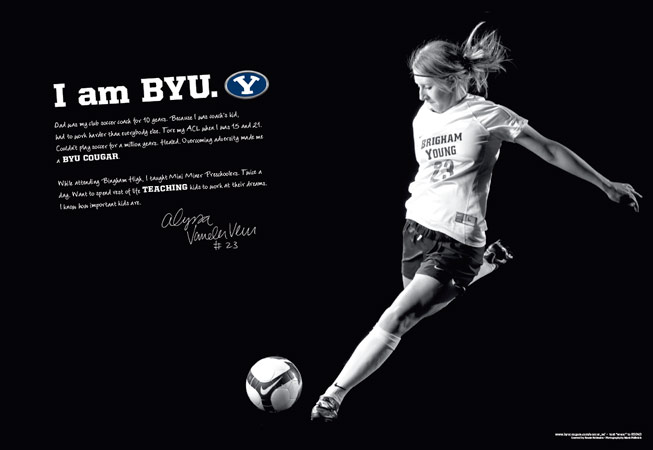 I am BYU. Y
Dad was my club soccer coach for 10 years. Because I was coach's kid,
had to work harder than everybody else. Tore my ACL when I was 15 and 21.
Couldn't play soccer for a million years. Healed. Overcoming adversity made me
a BYU COUGAR.
While attending Bingham High, I taught Mini Miner Preschoolers. Twice a
day. Want to spend rest of life TEACHING kids to work at their dreams.
I know how important kids are.
Alyssa
VanderVeur
# 23
BRIGHAM
YOUNG
23